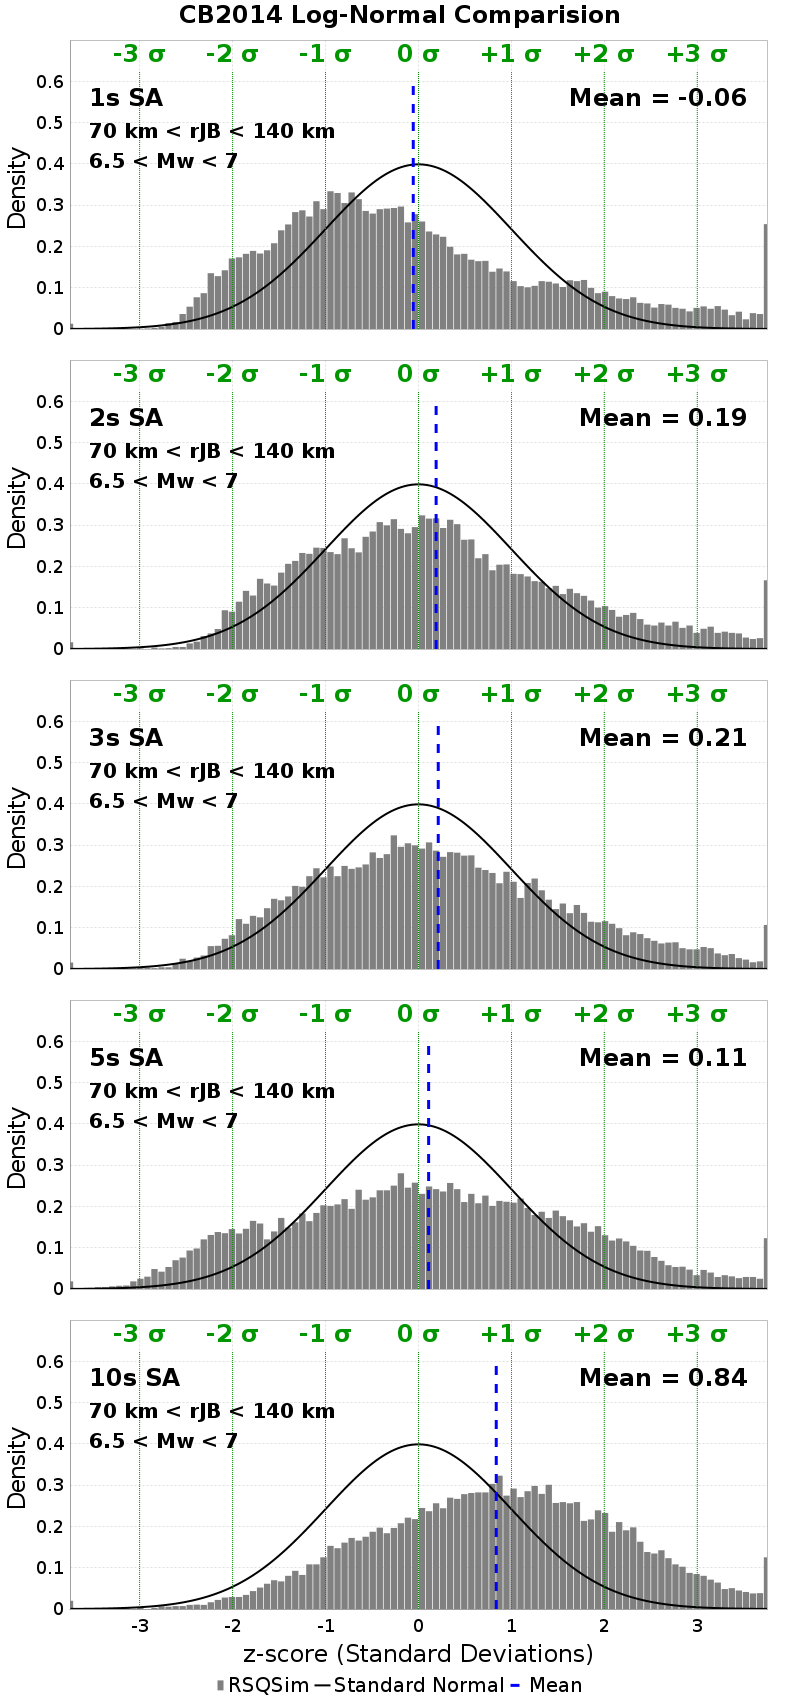 CB2014 Log-Normal Comparision
-3 σ -2 σ -1 σ 0 σ +1 σ +2 σ +3 σ
0.6
1s SA Mean = -0.06
0.5
70 km < rJB < 140 km
6.5 < Mw < 7
0.4
0.3
0.2
0.1
0
Density
-3 σ -2 σ -1 σ 0 σ +1 σ +2 σ +3 σ
0.6
2s SA Mean = 0.19
0.5
70 km < rJB < 140 km
6.5 < Mw < 7
0.4
0.3
0.2
0.1
0
Density
-3 σ -2 σ -1 σ 0 σ +1 σ +2 σ +3 σ
0.6
3s SA Mean = 0.21
0.5
70 km < rJB < 140 km
6.5 < Mw < 7
0.4
0.3
0.2
0.1
0
Density
-3 σ -2 σ -1 σ 0 σ +1 σ +2 σ +3 σ
0.6
5s SA Mean = 0.11
0.5
70 km < rJB < 140 km
6.5 < Mw < 7
0.4
0.3
0.2
0.1
0
Density
-3 σ -2 σ -1 σ 0 σ +1 σ +2 σ +3 σ
0.6
10s SA Mean = 0.84
0.5
70 km < rJB < 140 km
6.5 < Mw < 7
0.4
0.3
0.2
0.1
0
Density
-3 -2 -1 0 1 2 3
z-score (Standard Deviations)
RSQSim Standard Normal Mean